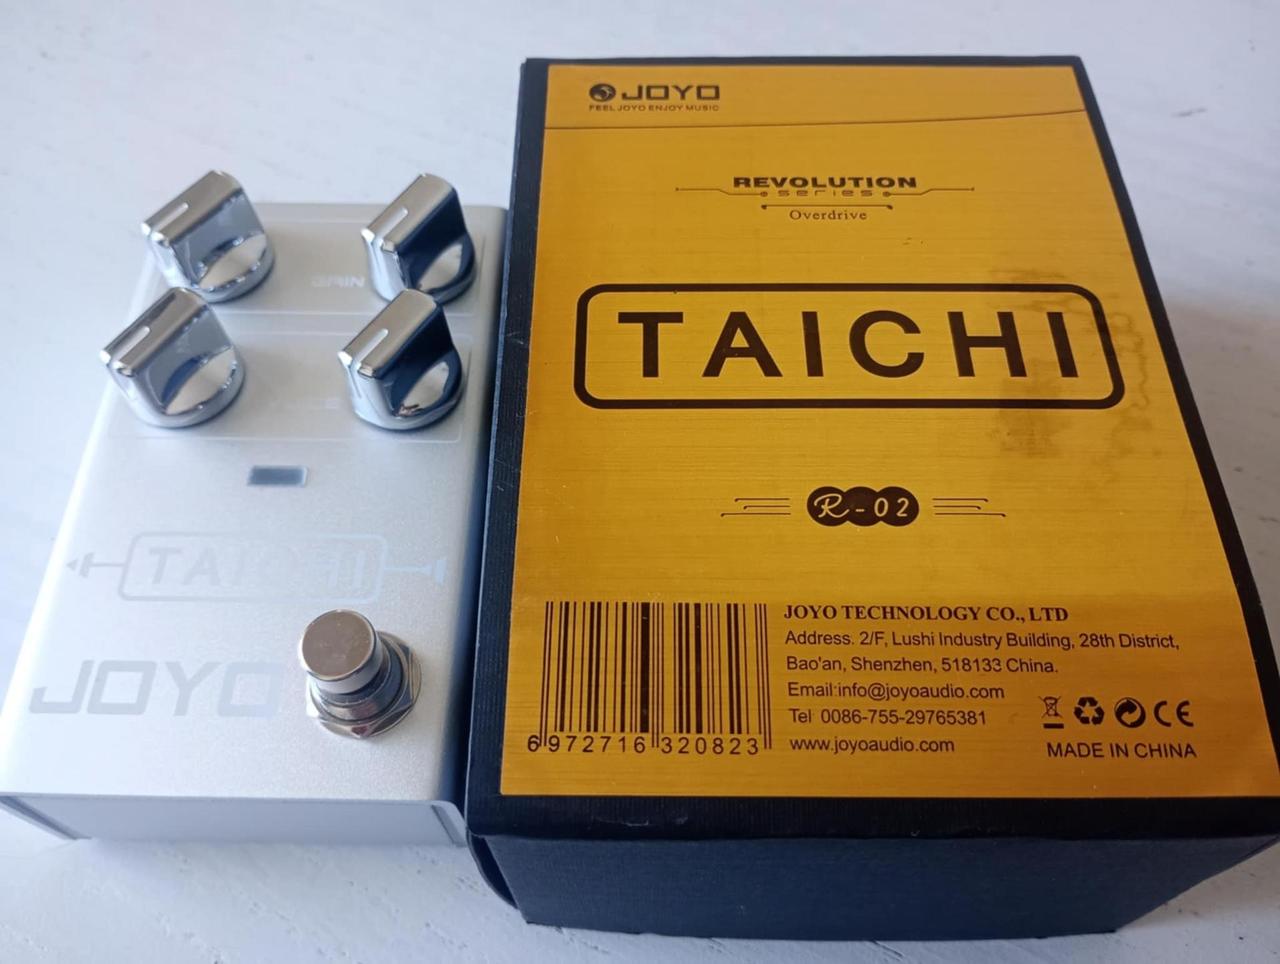 GAIN
TAICHI
JOYO
JOYO
FEEL JOYO ENJOY MUSIC
REVOLUTION
series
Overdrive
TAICHI
R-02
JOYO TECHNOLOGY CO., LTD
Address. 2/F, Lushi Industry Building, 28th District,
Bao'an, Shenzhen, 518133 China.
Email:info@joyoaudio.com
Tel 0086-755-29765381
www.joyoaudio.com
6 972716 320823
CE
MADE IN CHINA